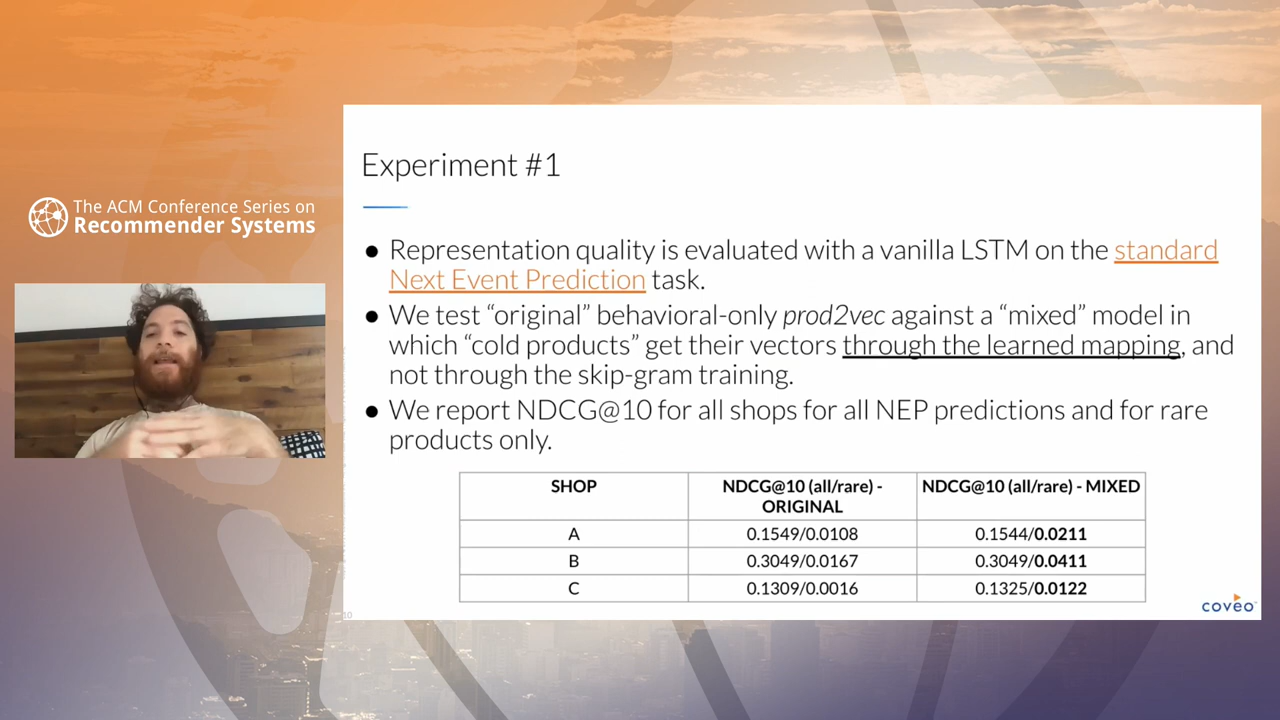 The ACM Conference Series on
Recommender Systems
Experiment #1
● Representation quality is evaluated with a vanilla LSTM on the standard
Next Event Prediction task.
● We test “original” behavioral-only prod2vec against a “mixed” model in
which “cold products” get their vectors through the learned mapping, and
not through the skip-gram training.
● We report NDCG@10 for all shops for all NEP predictions and for rare
products only.
SHOP NDCG@10 (all/rare) - NDCG@10 (all/rare) - MIXED
ORIGINAL
A 0.1549/0.0108 0.1544/0.0211
B 0.3049/0.0167 0.3049/0.0411
C 0.1309/0.0016 0.1325/0.0122
coveo